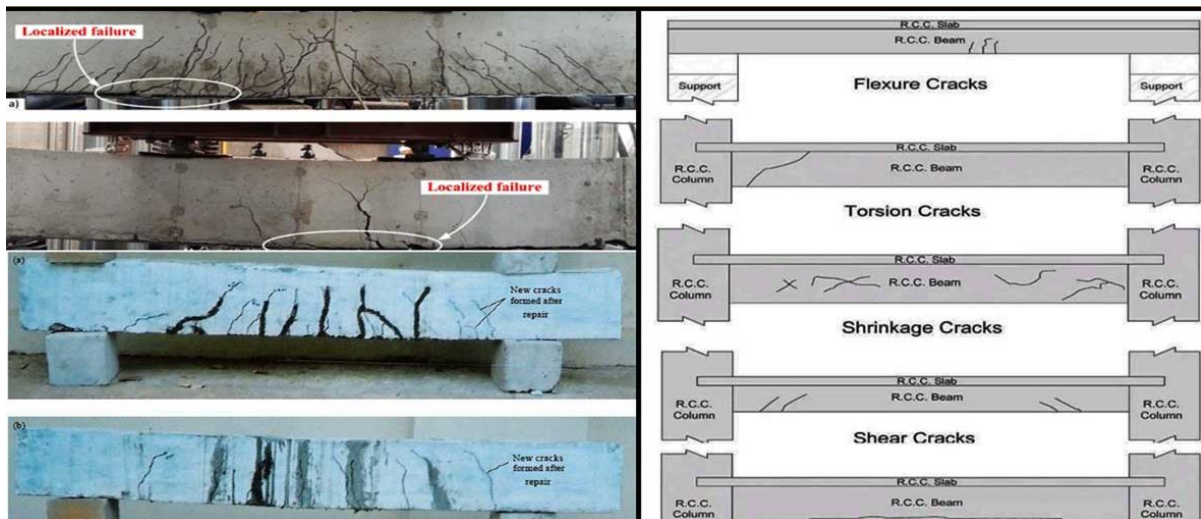 Localized failure
a)
Localized failure
(a)
New cracks
formed after
repair
(b)
New cracks
formed after
repair
R.C.C. Slab
R.C.C. Beam
Support
Support
Flexure Cracks
R.C.C. Slab
R.C.C.
Column
R.C.C. Beam
R.C.C.
Column
Torsion Cracks
R.C.C. Slab
R.C.C.
Column
R.C.C. Beam
R.C.C.
Column
Shrinkage Cracks
R.C.C. Slab
R.C.C.
Column
R.C.C. Beam
R.C.C.
Column
Shear Cracks
R.C.C. Slab
R.C.C.
Column
R.C.C. Beam
R.C.C.
Column